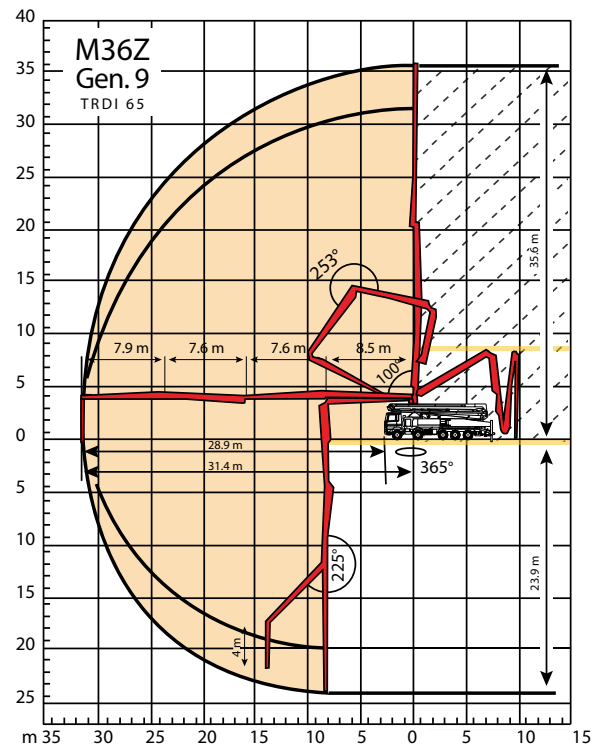 40
M36Z
Gen. 9
TRDI 65
35
30
25
20
15
10
5
0
5
10
15
20
25
253°
7.9 m
7.6 m
7.6 m
8.5 m
100°
35.6 m
28.9 m
31.4 m
365°
225°
23.9 m
4 m
m 35 30 25 20 15 10 5 0 5 10 15